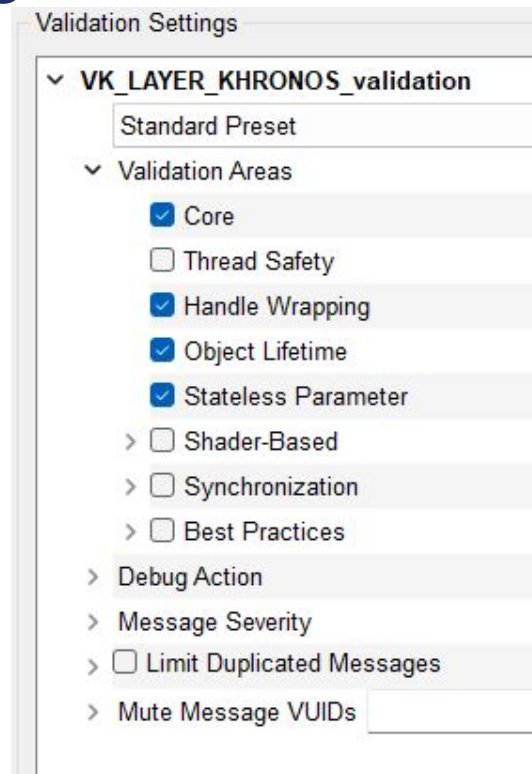 Validation Settings
VK_LAYER_KHRONOS_validation
Standard Preset
Validation Areas
Core
Thread Safety
Handle Wrapping
Object Lifetime
Stateless Parameter
Shader-Based
Synchronization
Best Practices
Debug Action
Message Severity
Limit Duplicated Messages
Mute Message VUIDs